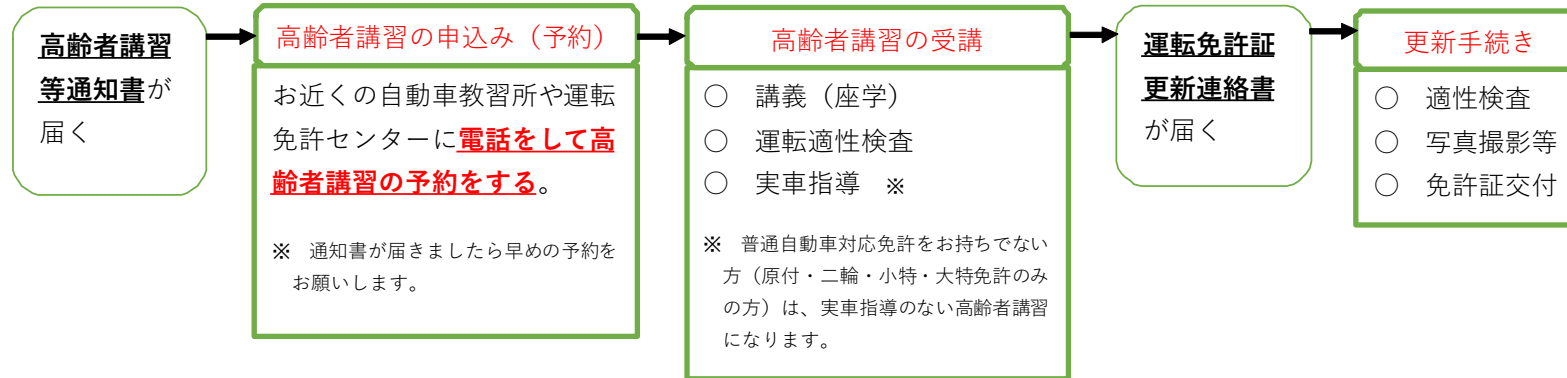 高齢者講習
等通知書が
届く
高齢者講習の申込み（予約）
お近くの自動車教習所や運転
免許センターに電話をして高
齢者講習の予約をする。
※　通知書が届きましたら早めの予約を
お願いします。
高齢者講習の受講
○　講義（座学）
○　運転適性検査
○　実車指導　※
※　普通自動車対応免許をお持ちでない
方（原付・二輪・小特・大特免許のみ
の方）は、実車指導のない高齢者講習
になります。
運転免許証
更新連絡書
が届く
更新手続き
○　適性検査
○　写真撮影等
○　免許証交付